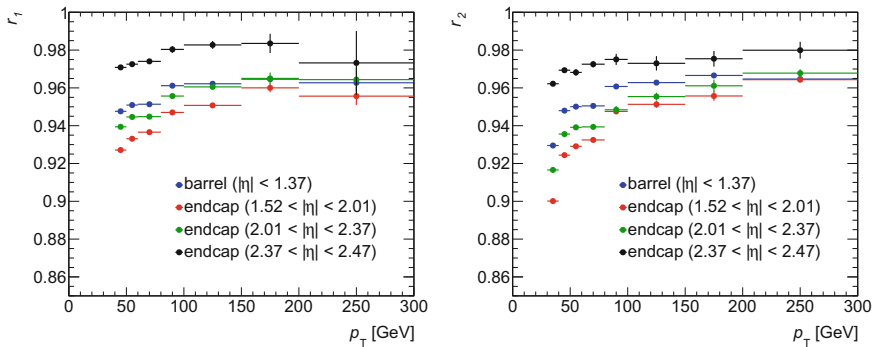 r1
0.98
0.96
0.94
0.92
0.9
0.88
0.86
barrel (|η| < 1.37)
endcap (1.52 < |η| < 2.01)
endcap (2.01 < |η| < 2.37)
endcap (2.37 < |η| < 2.47)
0 50 100 150 200 250 300
pT [GeV]
r2
0.98
0.96
0.94
0.92
0.9
0.88
0.86
barrel (|η| < 1.37)
endcap (1.52 < |η| < 2.01)
endcap (2.01 < |η| < 2.37)
endcap (2.37 < |η| < 2.47)
0 50 100 150 200 250 300
pT [GeV]